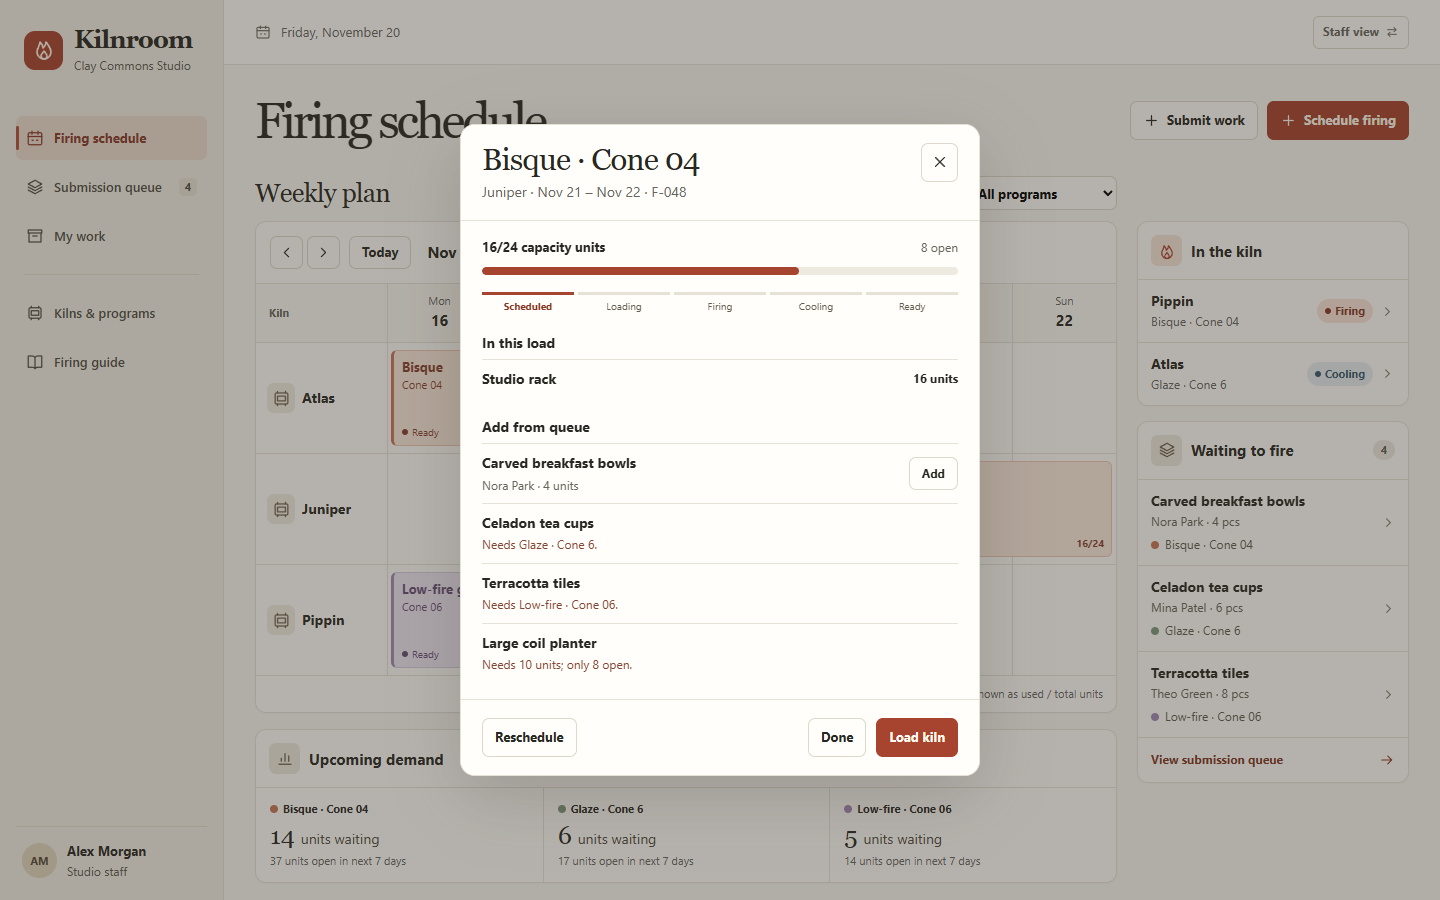 Kilnroom
Clay Commons Studio
Firing schedule
Submission queue 4
My work
Kilns & programs
Firing guide
AM
Alex Morgan
Studio staff
Friday, November 20
Staff view
Firing schedule
Submit work
Schedule firing
Weekly plan
All programs
Today
Nov
Kiln
Mon
16
Sun
22
Atlas
Bisque
Cone 04
Ready
Juniper
16/24
Pippin
Low-fire
Cone 06
Ready
as used / total units
Upcoming demand
Bisque · Cone 04
14 units waiting
37 units open in next 7 days
Glaze · Cone 6
6 units waiting
17 units open in next 7 days
Low-fire · Cone 06
5 units waiting
14 units open in next 7 days
Bisque · Cone 04
Juniper · Nov 21 – Nov 22 · F-048
16/24 capacity units
8 open
Scheduled
Loading
Firing
Cooling
Ready
In this load
Studio rack
16 units
Add from queue
Carved breakfast bowls
Nora Park · 4 units
Add
Celadon tea cups
Needs Glaze · Cone 6.
Terracotta tiles
Needs Low-fire · Cone 06.
Large coil planter
Needs 10 units; only 8 open.
Reschedule
Done
Load kiln
In the kiln
Pippin
Bisque · Cone 04
Firing
Atlas
Glaze · Cone 6
Cooling
Waiting to fire
4
Carved breakfast bowls
Nora Park · 4 pcs
Bisque · Cone 04
Celadon tea cups
Mina Patel · 6 pcs
Glaze · Cone 6
Terracotta tiles
Theo Green · 8 pcs
Low-fire · Cone 06
View submission queue